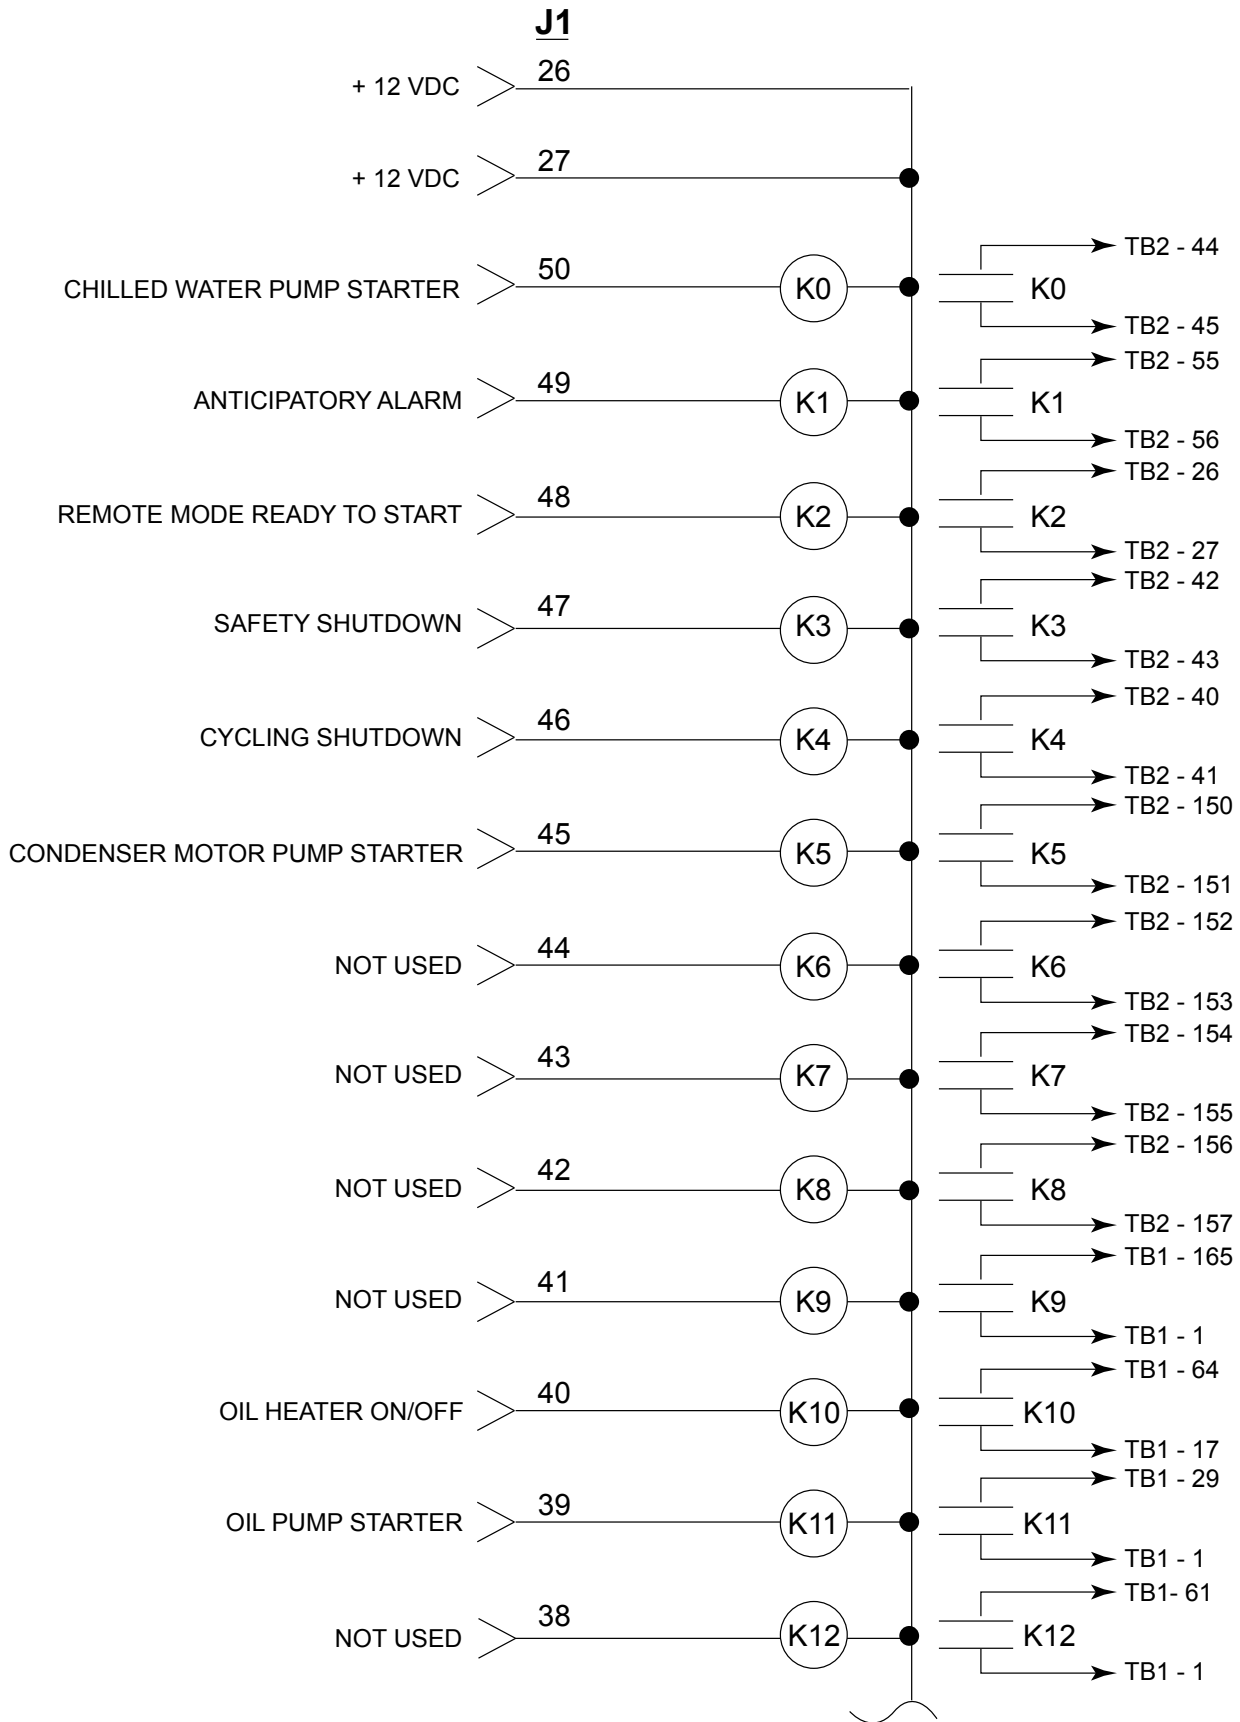 J1
+ 12 VDC 26
+ 12 VDC 27
TB2 - 44
CHILLED WATER PUMP STARTER 50 K0 K0
TB2 - 45
TB2 - 55
ANTICIPATORY ALARM 49 K1 K1
TB2 - 56
TB2 - 26
REMOTE MODE READY TO START 48 K2 K2
TB2 - 27
TB2 - 42
SAFETY SHUTDOWN 47 K3 K3
TB2 - 43
TB2 - 40
CYCLING SHUTDOWN 46 K4 K4
TB2 - 41
TB2 - 150
CONDENSER MOTOR PUMP STARTER 45 K5 K5
TB2 - 151
TB2 - 152
NOT USED 44 K6 K6
TB2 - 153
TB2 - 154
NOT USED 43 K7 K7
TB2 - 155
TB2 - 156
NOT USED 42 K8 K8
TB2 - 157
TB1 - 165
NOT USED 41 K9 K9
TB1 - 1
TB1 - 64
OIL HEATER ON/OFF 40 K10 K10
TB1 - 17
TB1 - 29
OIL PUMP STARTER 39 K11 K11
TB1 - 1
TB1- 61
NOT USED 38 K12 K12
TB1 - 1